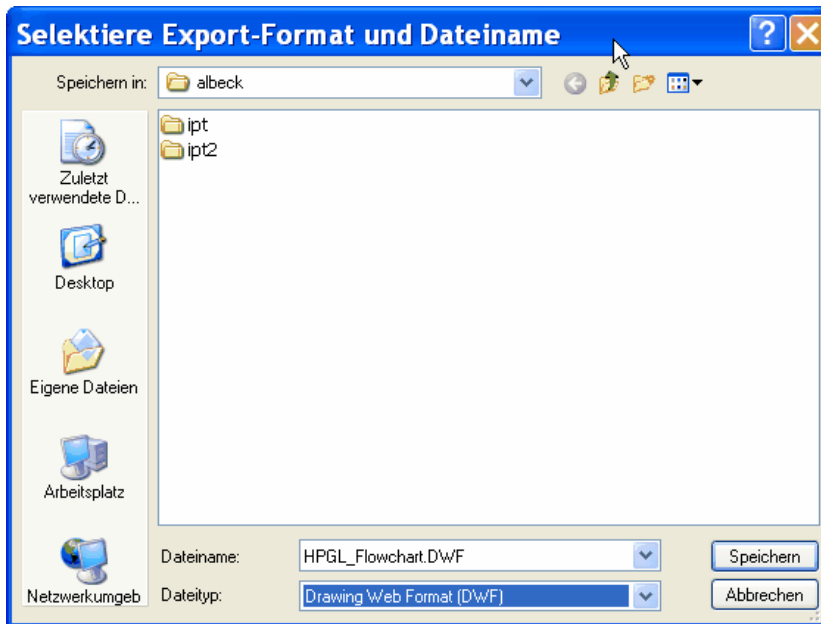 Selektiere Export-Format und Dateiname
Speichern in: albeck
ipt
ipt2
Zuletzt
verwendete D...
Desktop
Eigene Dateien
Arbeitsplatz
Netzwerkumgeb
Dateiname: HPGL_Flowchart.DWF Speichern
Dateityp: Drawing Web Format (DWF) Abbrechen